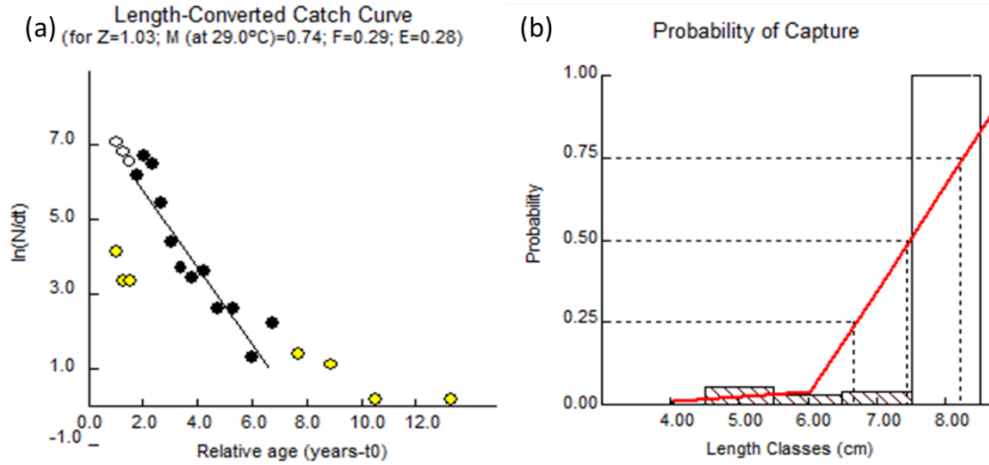 (a)
Length-Converted Catch Curve
(for Z=1.03; M (at 29.0ºC)=0.74; F=0.29; E=0.28)
7.0
5.0
3.0
1.0
-1.0
ln(N/dt)
0.0 2.0 4.0 6.0 8.0 10.0 12.0 14.0
Relative age (years-t0)
(b)
Probability of Capture
1.00
0.75
0.50
0.25
0.00
Probability
4.00 5.00 6.00 7.00 8.00
Length Classes (cm)